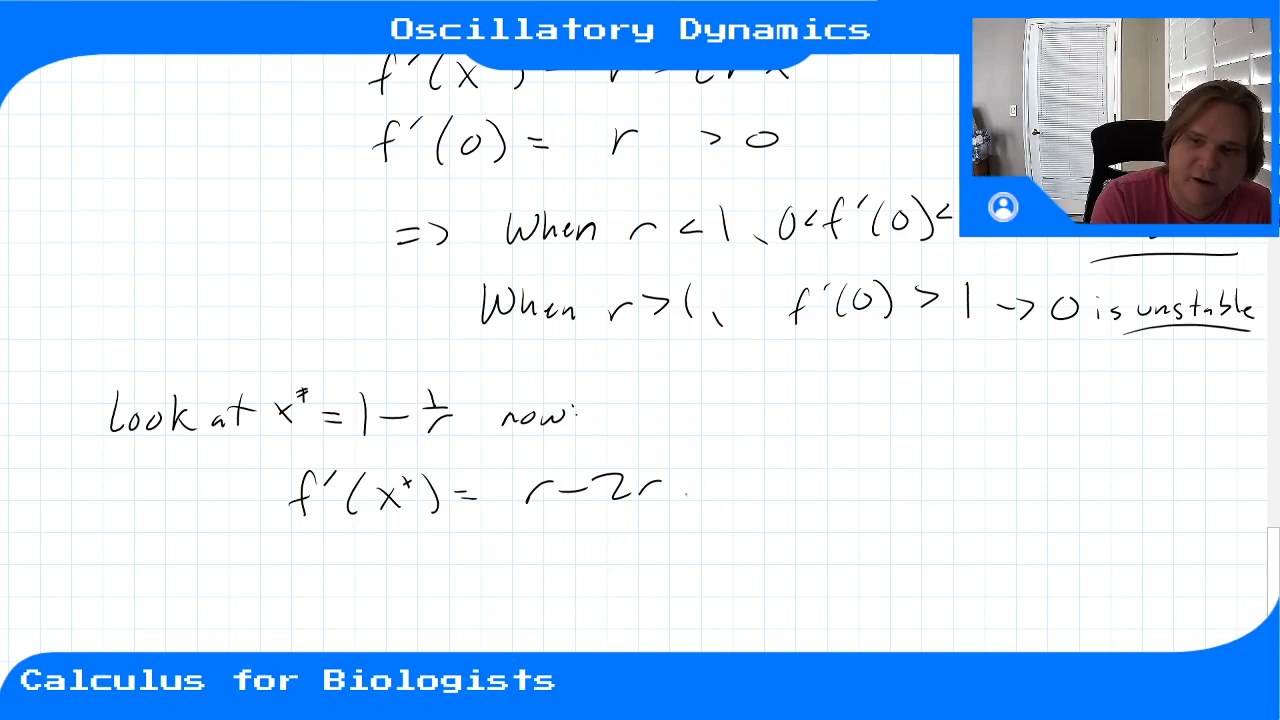 Oscillatory Dynamics
f'(x
f'(0) = r > 0
=> When r < 1, 0 < f'(0) <
When r > 1, f'(0) > 1 -> 0 is unstable
Look at x* = 1 - 1/r now:
f'(x*) = r - 2r
Calculus for Biologists